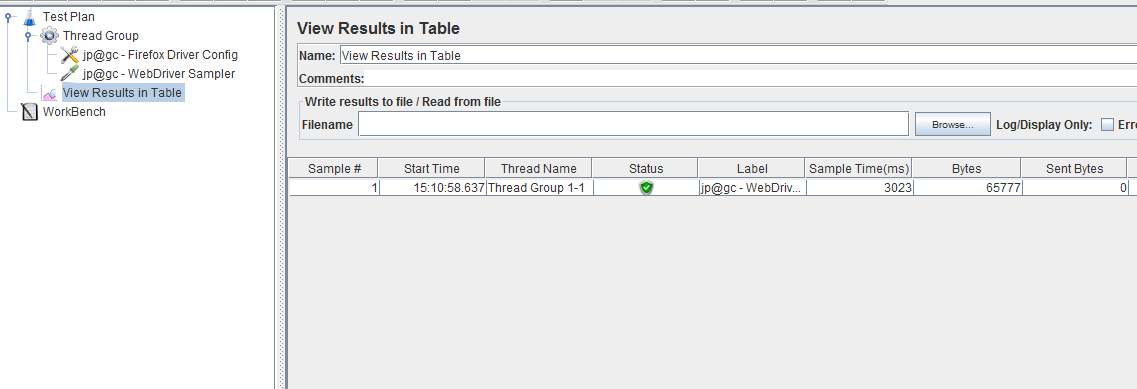 Test Plan
Thread Group
jp@gc - Firefox Driver Config
jp@gc - WebDriver Sampler
View Results in Table
WorkBench
View Results in Table
Name: View Results in Table
Comments:
Write results to file / Read from file
Filename Browse... Log/Display Only:
Sample # Start Time Thread Name Status Label Sample Time(ms) Bytes Sent Bytes
1 15:10:58.637 Thread Group 1-1 jp@gc - WebDriv... 3023 65777 0